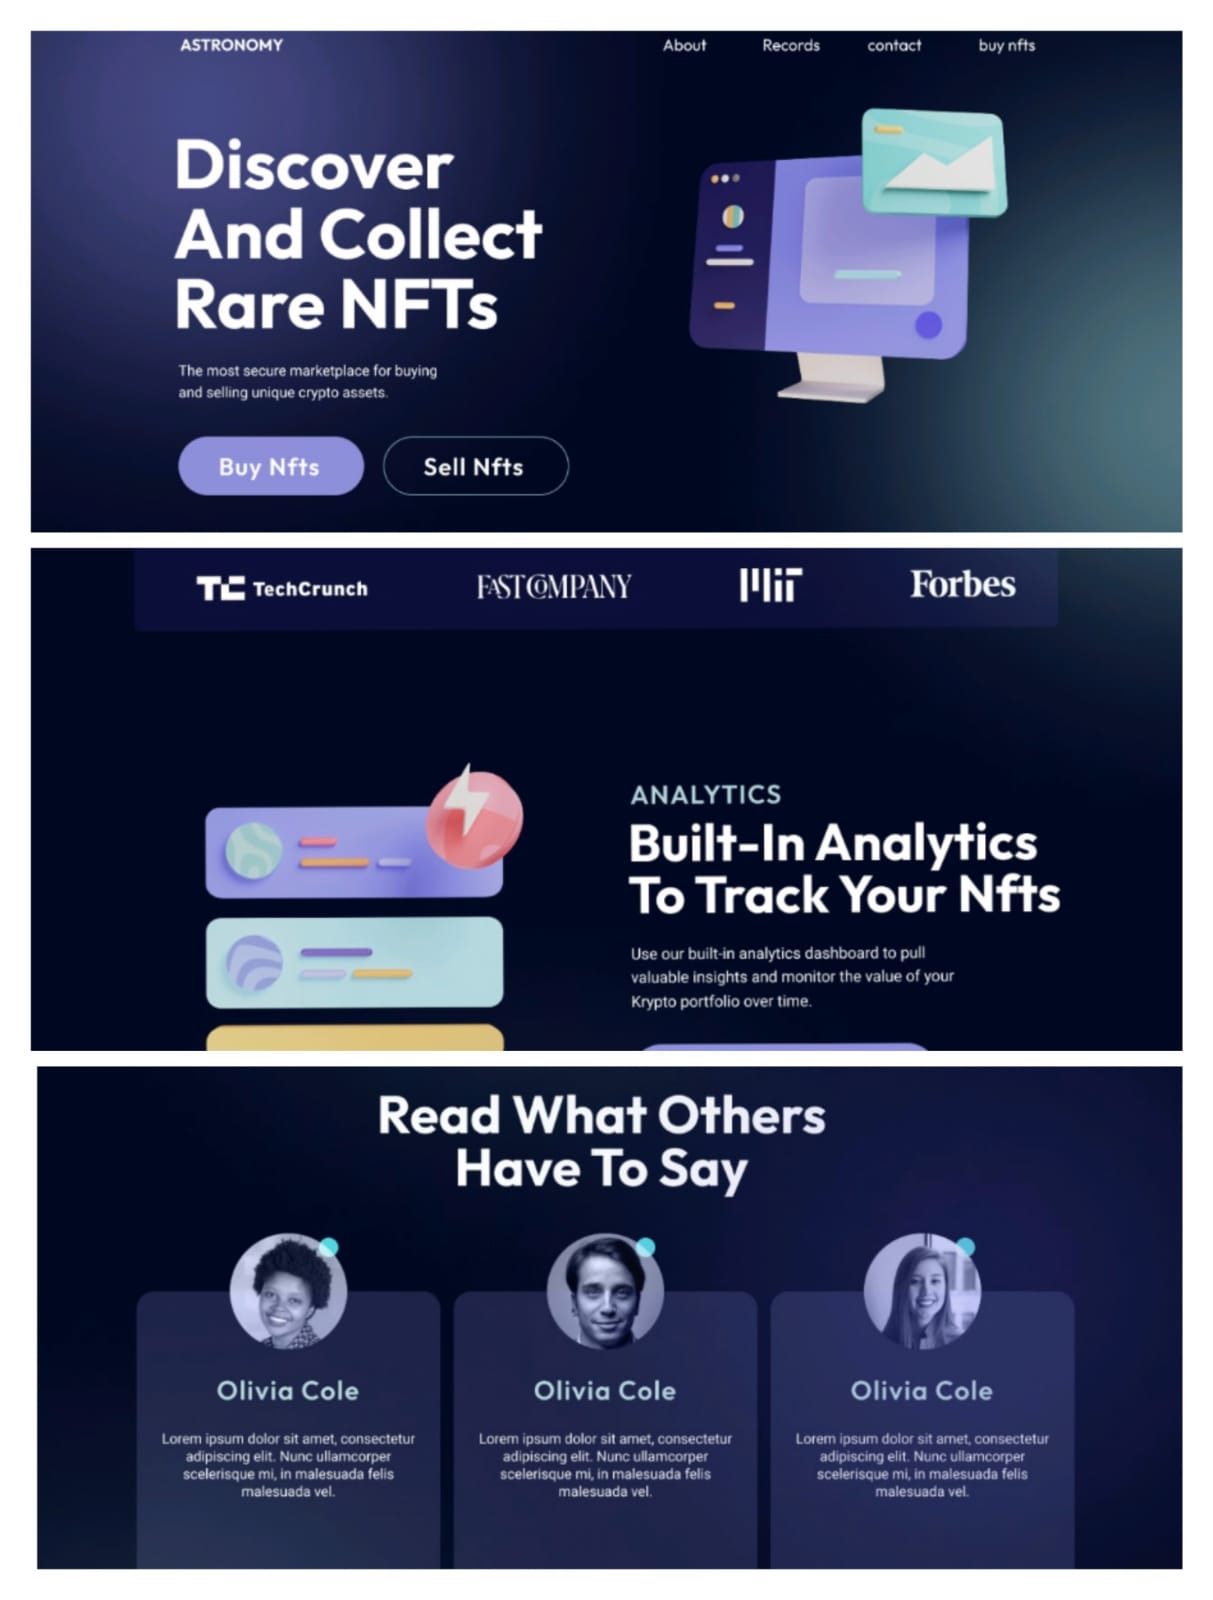 ASTRONOMY
About Records contact buy nfts
Discover
And Collect
Rare NFTs
The most secure marketplace for buying
and selling unique crypto assets.
Buy Nfts Sell Nfts
TC TechCrunch FAST COMPANY MIT Forbes
ANALYTICS
Built-In Analytics
To Track Your Nfts
Use our built-in analytics dashboard to pull
valuable insights and monitor the value of your
Krypto portfolio over time.
Read What Others
Have To Say
Olivia Cole
Lorem ipsum dolor sit amet, consectetur
adipiscing elit. Nunc ullamcorper
scelerisque mi, in malesuada felis
malesuada vel.
Olivia Cole
Lorem ipsum dolor sit amet, consectetur
adipiscing elit. Nunc ullamcorper
scelerisque mi, in malesuada felis
malesuada vel.
Olivia Cole
Lorem ipsum dolor sit amet, consectetur
adipiscing elit. Nunc ullamcorper
scelerisque mi, in malesuada felis
malesuada vel.